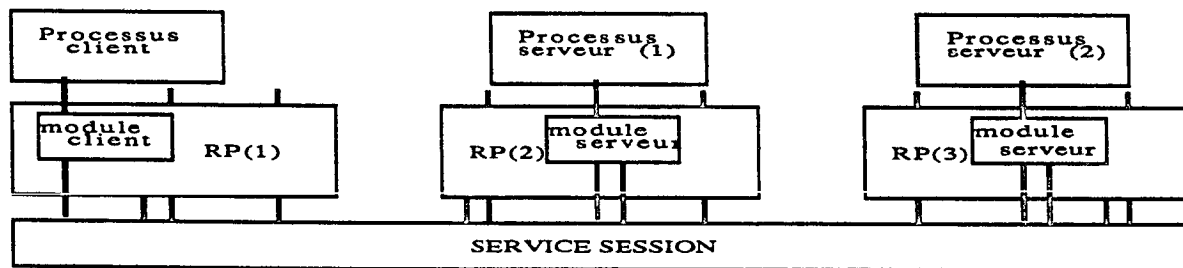 Processus
client
Processus
serveur (1)
Processus
serveur (2)
module
client
RP(1)
RP(2)
module
serveur
RP(3)
module
serveur
SERVICE SESSION